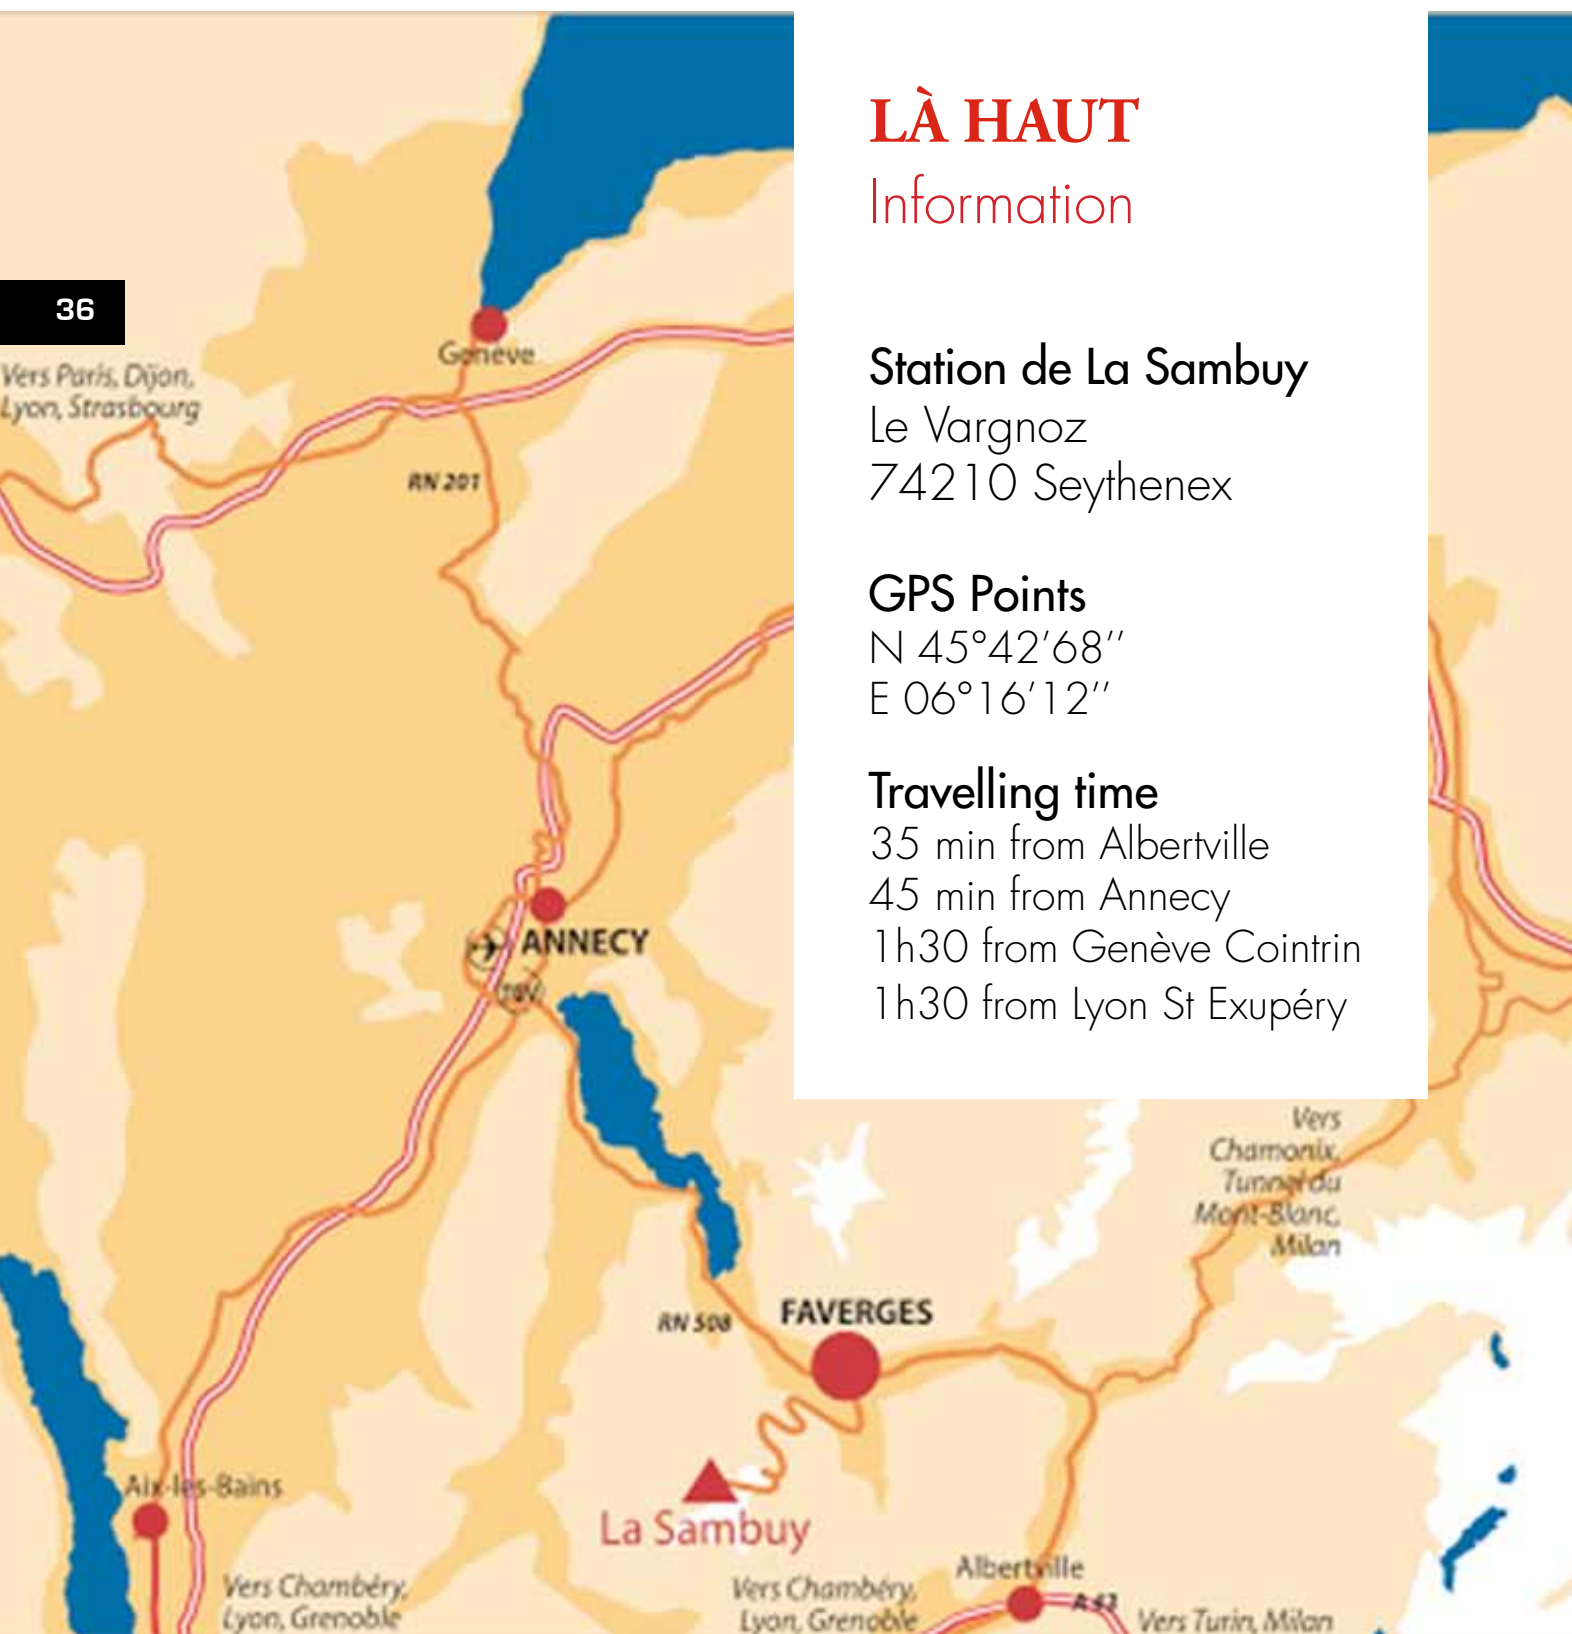 LÀ HAUT
Information
Station de La Sambuy
Le Vargnoz
74210 Seythenex
GPS Points
N 45°42’68’’
E 06°16’12’’
Travelling time
35 min from Albertville
45 min from Annecy
1h30 from Genève Cointrin
1h30 from Lyon St Exupéry
36
Genève
Vers Paris, Dijon,
Lyon, Strasbourg
RN 201
ANNECY
TGV
Vers
Chamonix,
Tunnel du
Mont-Blanc,
Milan
FAVERGES
RN 508
Aix-les-Bains
La Sambuy
Albertville
A 43
Vers Chambéry,
Lyon, Grenoble
Vers Chambéry,
Lyon, Grenoble
Vers Turin, Milan